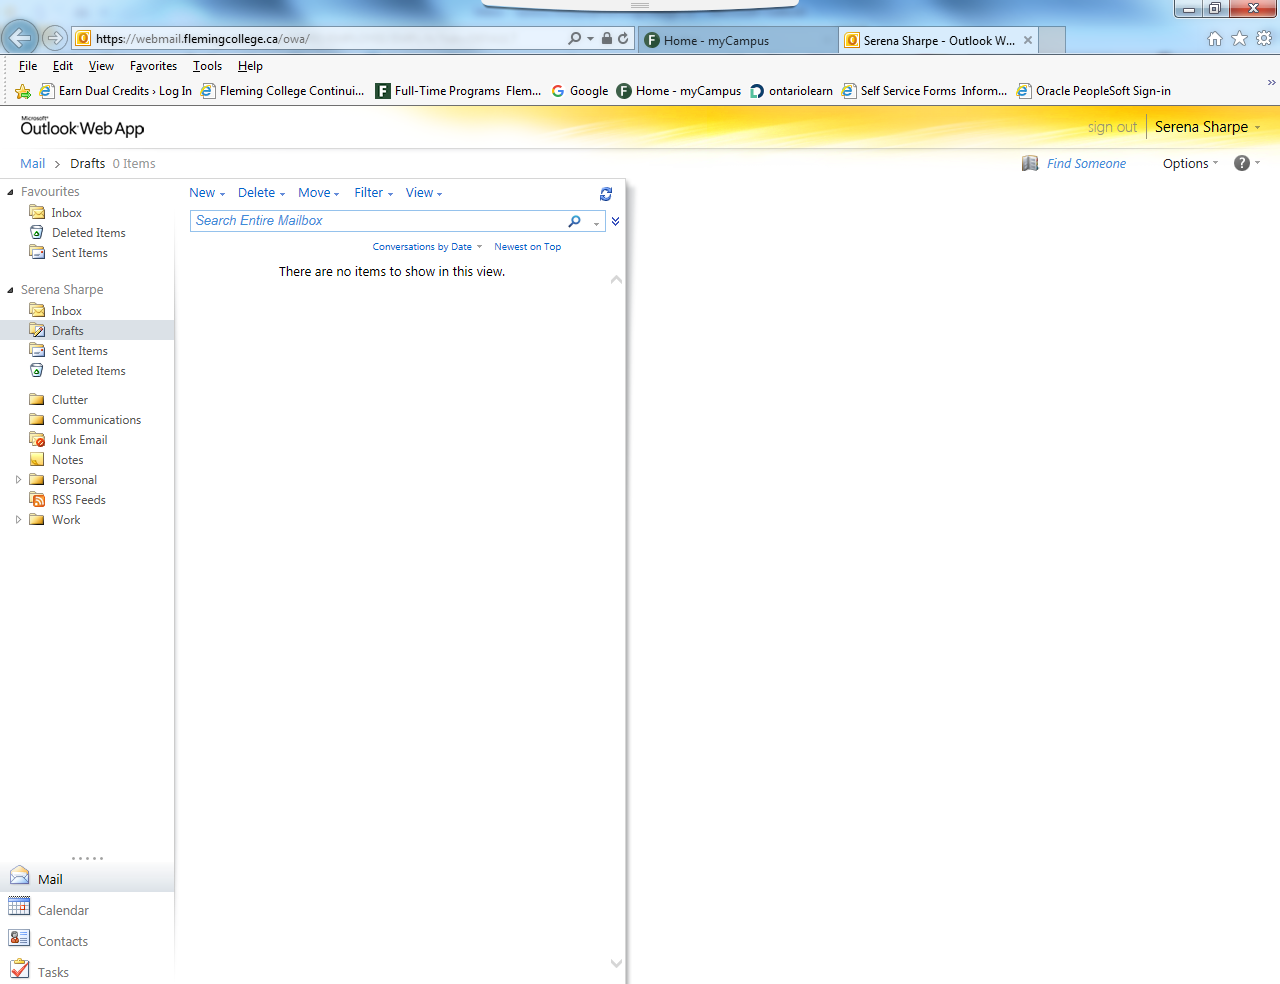 https://webmail.flemingcollege.ca/owa/
Home - myCampus
Serena Sharpe - Outlook W...
File Edit View Favorites Tools Help
Earn Dual Credits › Log In
Fleming College Continui...
Full-Time Programs Flem...
Google
Home - myCampus
ontariolearn
Self Service Forms Inform...
Oracle PeopleSoft Sign-in
Microsoft®
Outlook Web App
sign out
Serena Sharpe
Mail > Drafts 0 Items
Find Someone
Options
Favourites
Inbox
Deleted Items
Sent Items
Serena Sharpe
Inbox
Drafts
Sent Items
Deleted Items
Clutter
Communications
Junk Email
Notes
Personal
RSS Feeds
Work
Mail
Calendar
Contacts
Tasks
New Delete Move Filter View
Search Entire Mailbox
Conversations by Date Newest on Top
There are no items to show in this view.